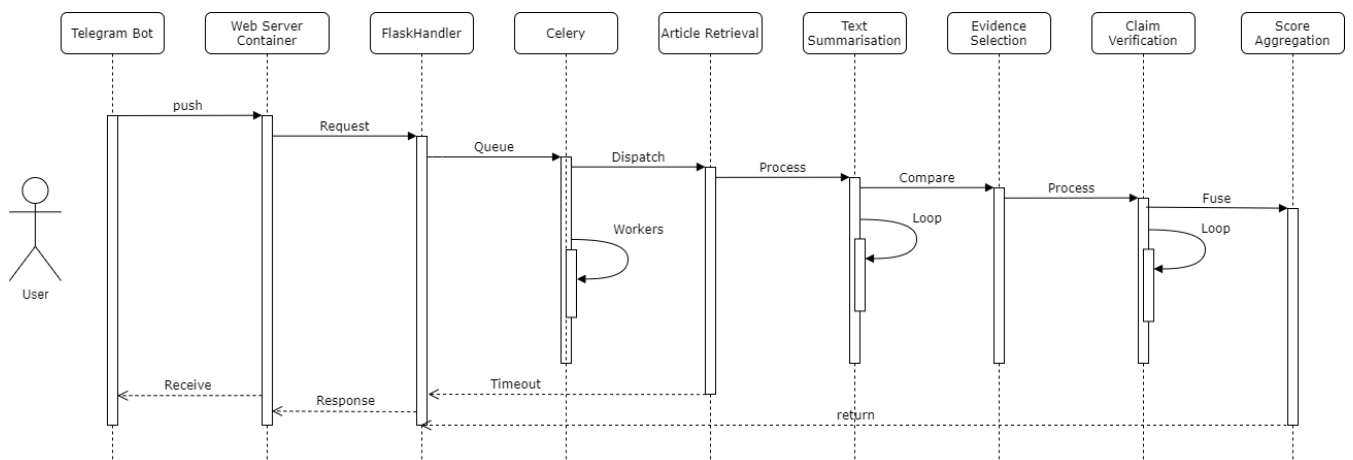 Telegram Bot
Web Server
Container
FlaskHandler
Celery
Article Retrieval
Text
Summarisation
Evidence
Selection
Claim
Verification
Score
Aggregation
push
Request
Queue
Dispatch
Process
Compare
Process
Fuse
Workers
Loop
Loop
User
Receive
Response
Timeout
return